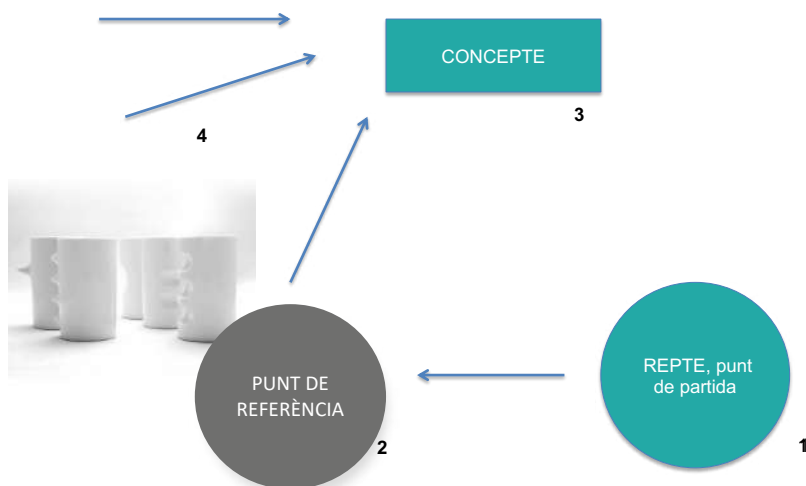 CONCEPTE
3
4
REPTE, punt
de partida
PUNT DE
REFERÈNCIA
2
1